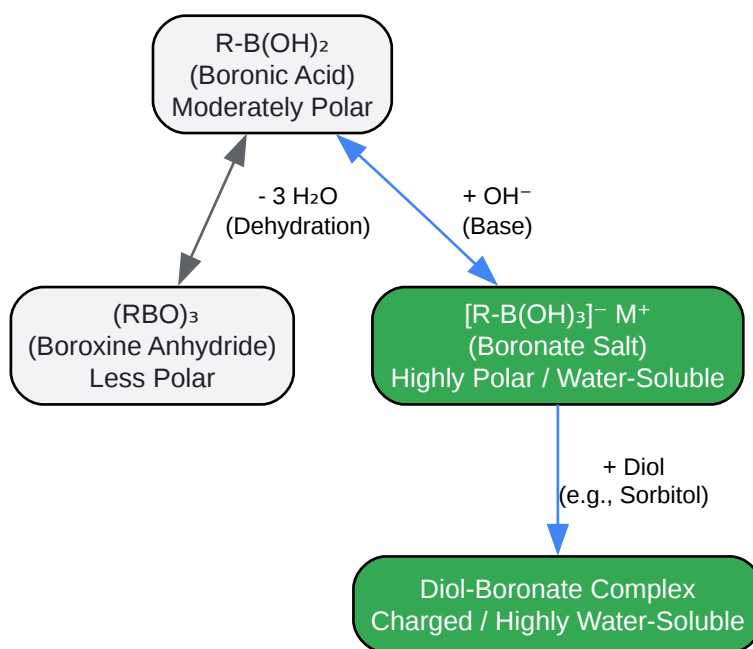 R-B(OH)₂
(Boronic Acid)
Moderately Polar
- 3 H₂O
(Dehydration)
+ OH⁻
(Base)
(RBO)₃
(Boroxine Anhydride)
Less Polar
[R-B(OH)₃]⁻ M⁺
(Boronate Salt)
Highly Polar / Water-Soluble
+ Diol
(e.g., Sorbitol)
Diol-Boronate Complex
Charged / Highly Water-Soluble